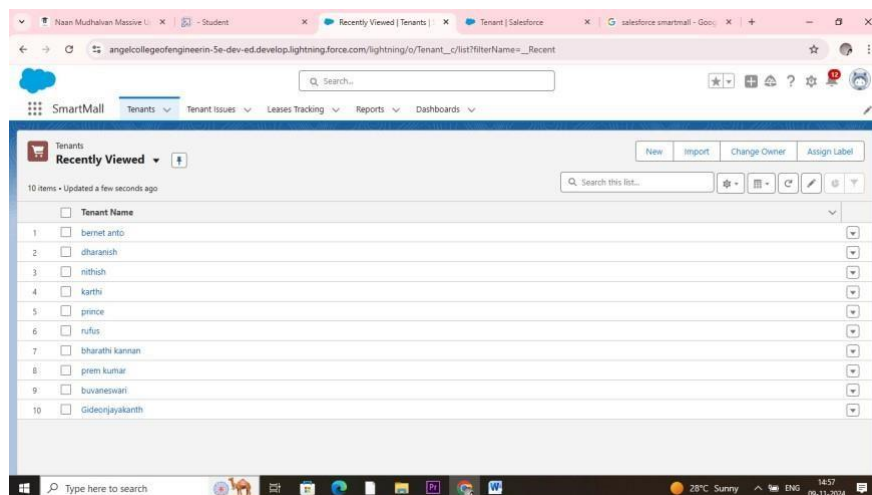 Naan Mudhalvan Massive U
- Student
Recently Viewed | Tenants |
Tenant | Salesforce
salesforce smartmall - Goo
angelcollegeofengineerin-5e-dev-ed.develop.lightning.force.com/lightning/o/Tenant__c/list?filterName=__Recent
Search...
12
SmartMall Tenants Tenant Issues Leases Tracking Reports Dashboards
Tenants
Recently Viewed
New Import Change Owner Assign Label
10 items • Updated a few seconds ago
Search this list...
Tenant Name
1 bernet anto
2 dharanish
3 nithish
4 karthi
5 prince
6 rufus
7 bharathi kannan
8 prem kumar
9 buvaneswari
10 Gideonjayakanth
Type here to search
Pr
W
28°C Sunny
ENG
14:57
09-11-2024